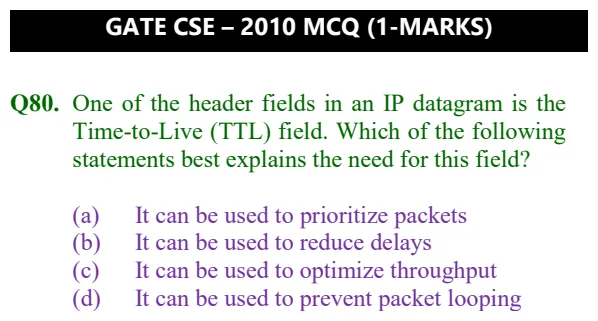 GATE CSE – 2010 MCQ (1-MARKS)
Q80. One of the header fields in an IP datagram is the
Time-to-Live (TTL) field. Which of the following
statements best explains the need for this field?
(a) It can be used to prioritize packets
(b) It can be used to reduce delays
(c) It can be used to optimize throughput
(d) It can be used to prevent packet looping